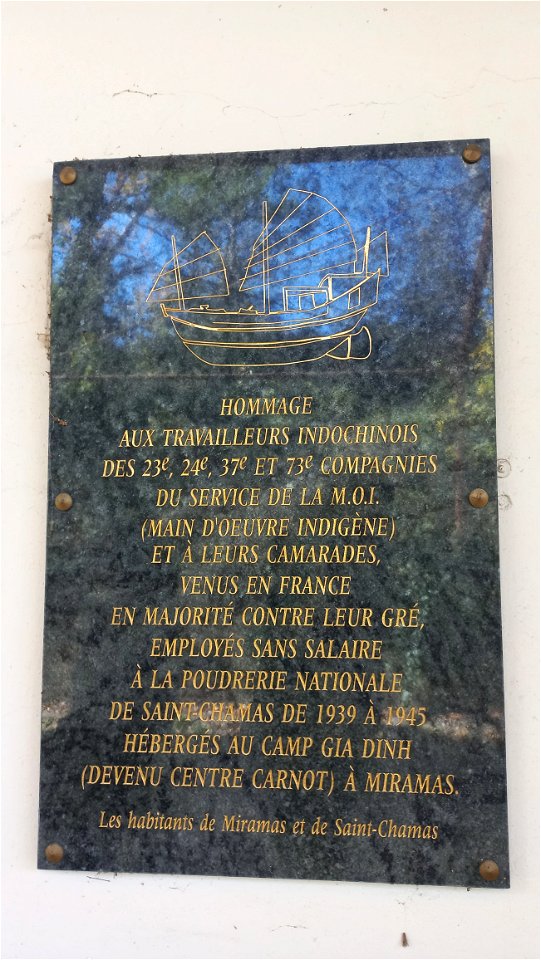 HOMMAGE
AUX TRAVAILLEURS INDOCHINOIS
DES 23e, 24e, 37e ET 73e COMPAGNIES
DU SERVICE DE LA M.O.I.
(MAIN D'OEUVRE INDIGÈNE)
ET À LEURS CAMARADES,
VENUS EN FRANCE
EN MAJORITÉ CONTRE LEUR GRÉ,
EMPLOYÉS SANS SALAIRE
À LA POUDRERIE NATIONALE
DE SAINT-CHAMAS DE 1939 À 1945
HÉBERGÉS AU CAMP GIA DINH
(DEVENU CENTRE CARNOT) À MIRAMAS.
Les habitants de Miramas et de Saint-Chamas